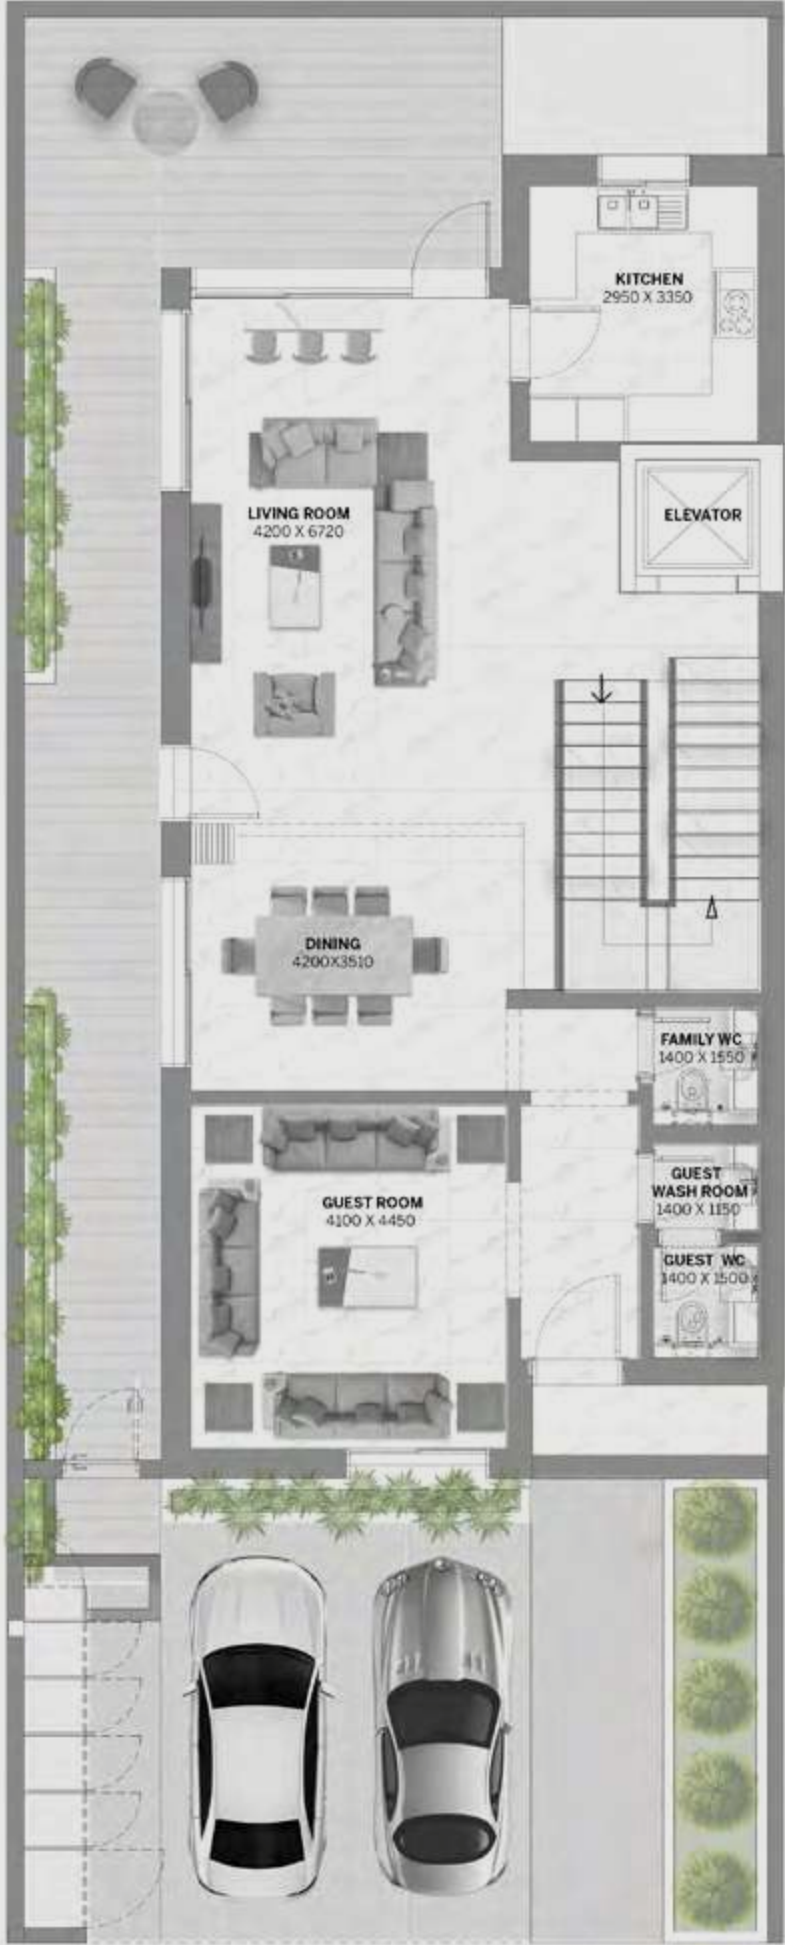 KITCHEN
2950 X 3350
LIVING ROOM
4200 X 6720
ELEVATOR
DINING
4200X3510
FAMILY WC
1400 X 1550
GUEST
WASH ROOM
1400 X 1150
GUEST ROOM
4100 X 4450
GUEST WC
1400 X 1500